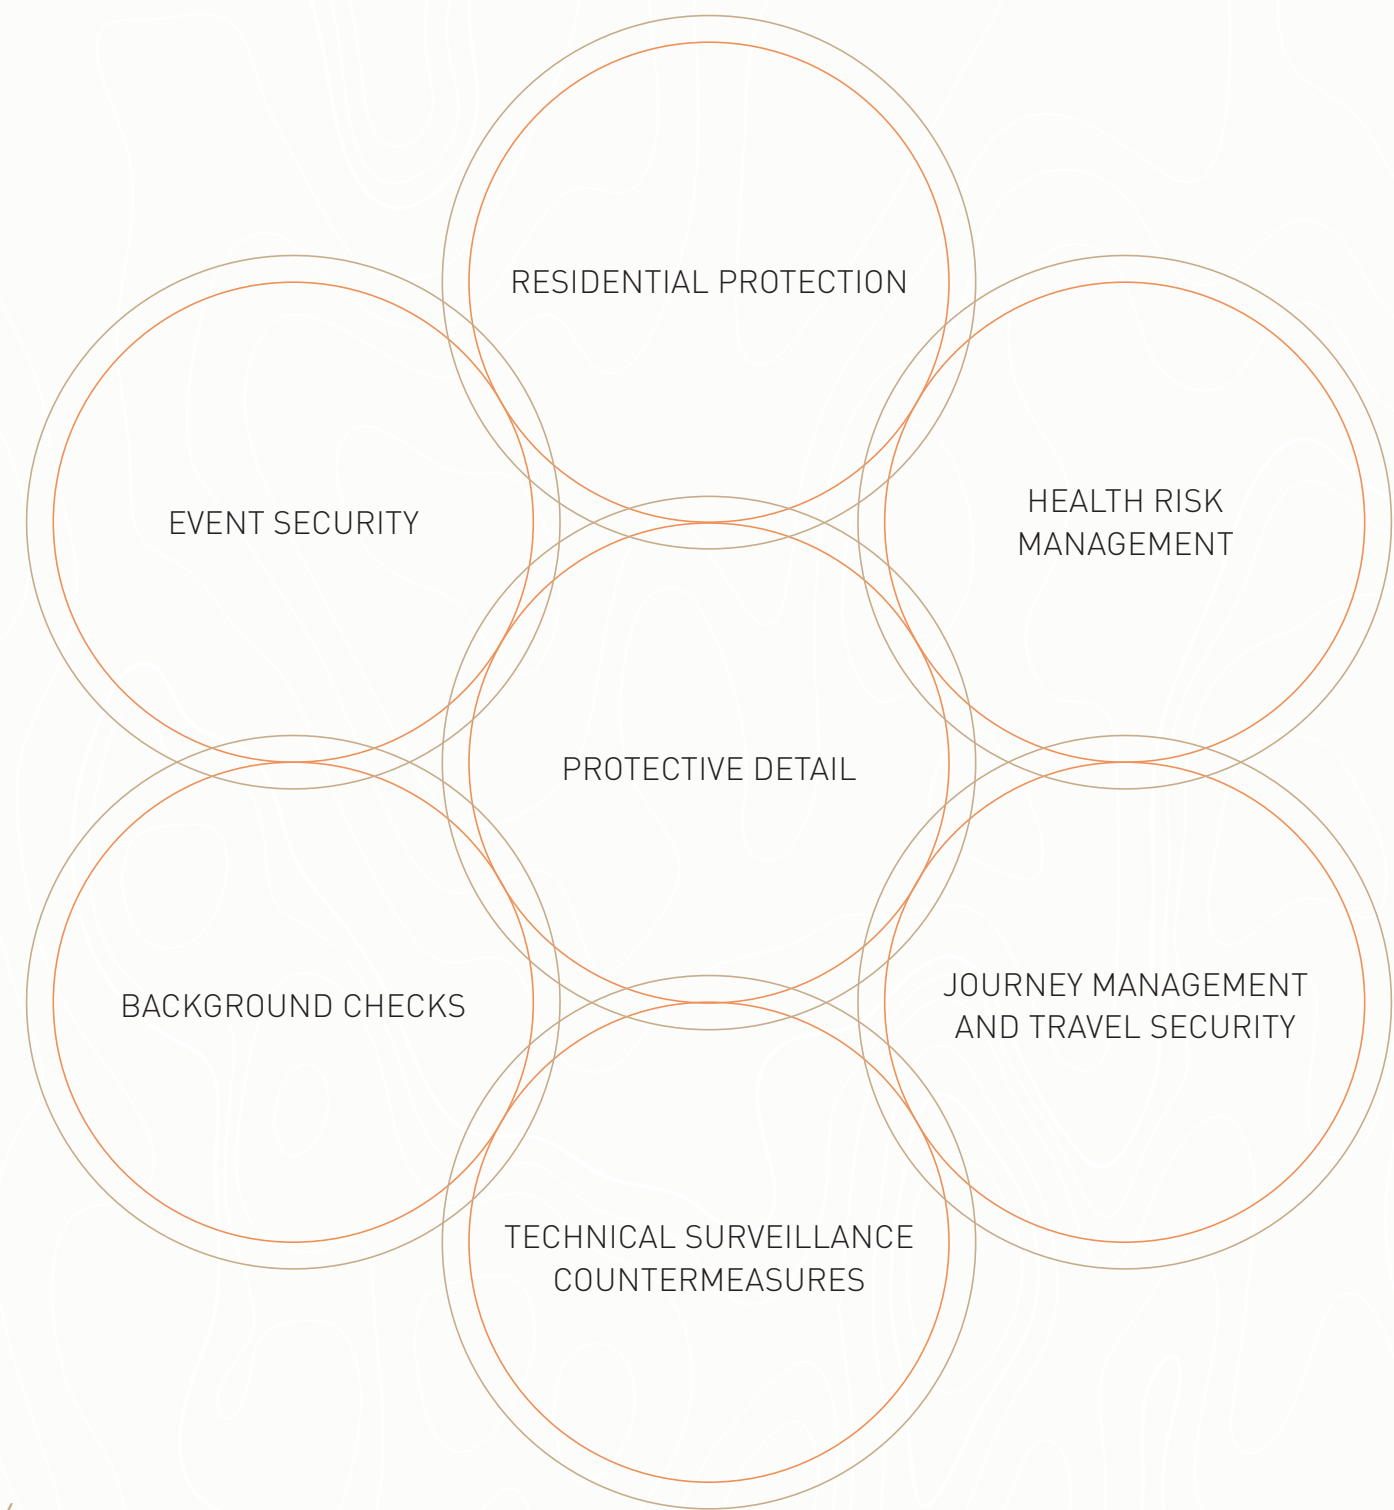 RESIDENTIAL PROTECTION
EVENT SECURITY
HEALTH RISK
MANAGEMENT
PROTECTIVE DETAIL
BACKGROUND CHECKS
JOURNEY MANAGEMENT
AND TRAVEL SECURITY
TECHNICAL SURVEILLANCE
COUNTERMEASURES